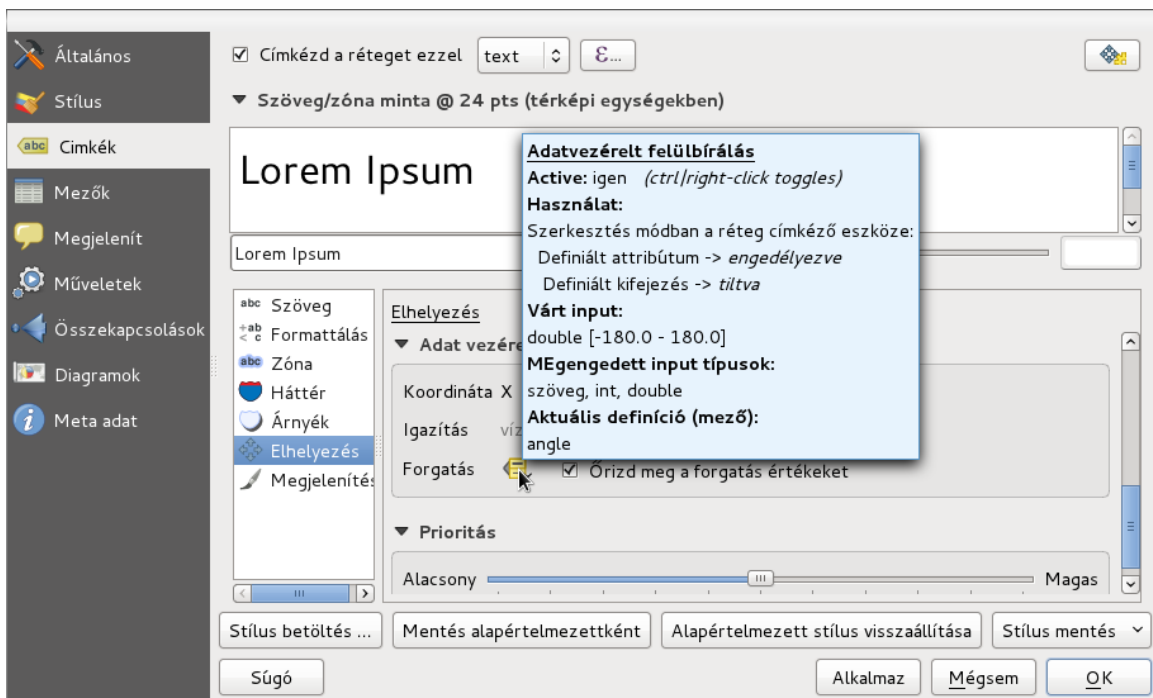 Általános
Stílus
Cimkék
Mezők
Megjelenít
Műveletek
Összekapcsolások
Diagramok
Meta adat
Címkézd a réteget ezzel text ε...
Szöveg/zóna minta @ 24 pts (térképi egységekben)
Lorem Ipsum
Lorem Ipsum
Adatvezérelt felülbírálás
Active: igen (ctrl|right-click toggles)
Használat:
Szerkesztés módban a réteg címkéző eszköze:
Definiált attribútum -> engedélyezve
Definiált kifejezés -> tiltva
Várt input:
double [-180.0 - 180.0]
MEgengedett input típusok:
szöveg, int, double
Aktuális definíció (mező):
angle
abc Szöveg
+ab < c Formattálás
abc Zóna
Háttér
Árnyék
Elhelyezés
Megjelenítés
Elhelyezés
Adat vezére
Koordináta X
Igazítás víz
Forgatás Őrizd meg a forgatás értékeket
Prioritás
Alacsony Magas
Stílus betöltés ... Mentés alapértelmezettként Alapértelmezett stílus visszaállítása Stílus mentés
Súgó Alkalmaz Mégsem OK